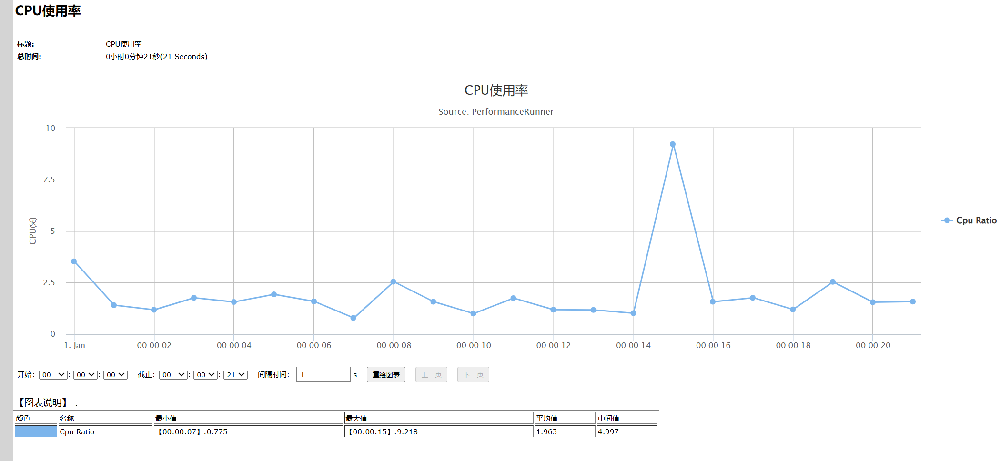 CPU使用率
标题: CPU使用率
总时间: 0小时0分钟21秒(21 Seconds)
CPU使用率
Source: PerformanceRunner
10
7.5
5
2.5
0
CPU(%)
Cpu Ratio
1. Jan 00:00:02 00:00:04 00:00:06 00:00:08 00:00:10 00:00:12 00:00:14 00:00:16 00:00:18 00:00:20
开始: 00 : 00 : 00 截止: 00 : 00 : 21 间隔时间: 1 s 重绘图表 上一页 下一页
【图表说明】：
颜色 名称 最小值 最大值 平均值 中间值
Cpu Ratio 【00:00:07】:0.775 【00:00:15】:9.218 1.963 4.997